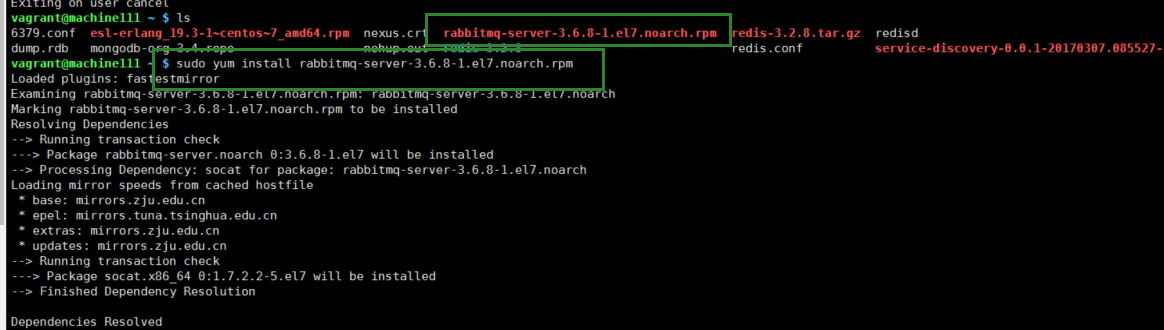 Exiting on user cancel
vagrant@machine111 ~ $ ls
6379.conf esl-erlang_19.3-1~centos~7_amd64.rpm nexus.crt rabbitmq-server-3.6.8-1.el7.noarch.rpm redis-3.2.8.tar.gz redisd
dump.rdb mongodb-org-3.4.repo nohup.out redis-3.2.8 redis.conf service-discovery-0.0.1-20170307.085527-
vagrant@machine111 ~ $ sudo yum install rabbitmq-server-3.6.8-1.el7.noarch.rpm
Loaded plugins: fastestmirror
Examining rabbitmq-server-3.6.8-1.el7.noarch.rpm: rabbitmq-server-3.6.8-1.el7.noarch
Marking rabbitmq-server-3.6.8-1.el7.noarch.rpm to be installed
Resolving Dependencies
--> Running transaction check
---> Package rabbitmq-server.noarch 0:3.6.8-1.el7 will be installed
--> Processing Dependency: socat for package: rabbitmq-server-3.6.8-1.el7.noarch
Loading mirror speeds from cached hostfile
* base: mirrors.zju.edu.cn
* epel: mirrors.tuna.tsinghua.edu.cn
* extras: mirrors.zju.edu.cn
* updates: mirrors.zju.edu.cn
--> Running transaction check
---> Package socat.x86_64 0:1.7.2.2-5.el7 will be installed
--> Finished Dependency Resolution
Dependencies Resolved